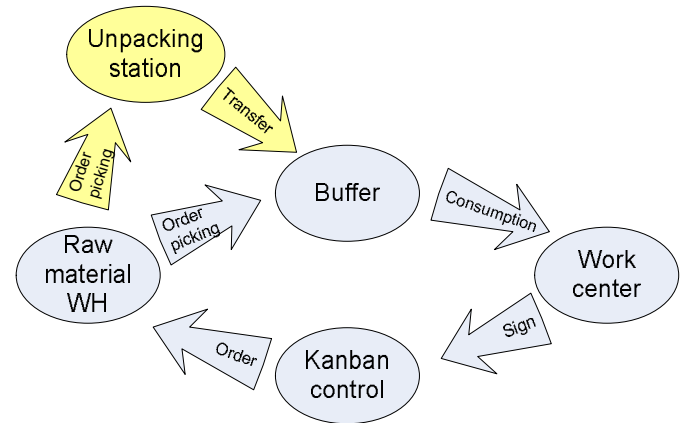 Unpacking
station
Transfer
Order
picking
Buffer
Order
picking
Consumption
Raw
material
WH
Work
center
Sign
Order
Kanban
control